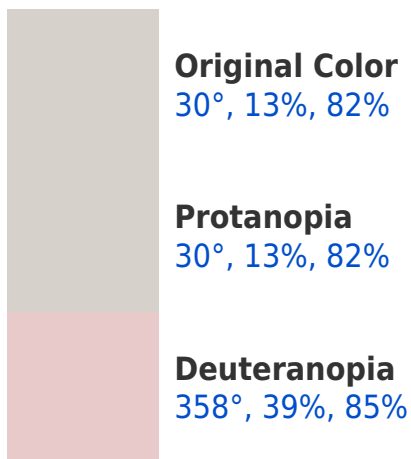 Original Color
30°, 13%, 82%
Protanopia
30°, 13%, 82%
Deuteranopia
358°, 39%, 85%